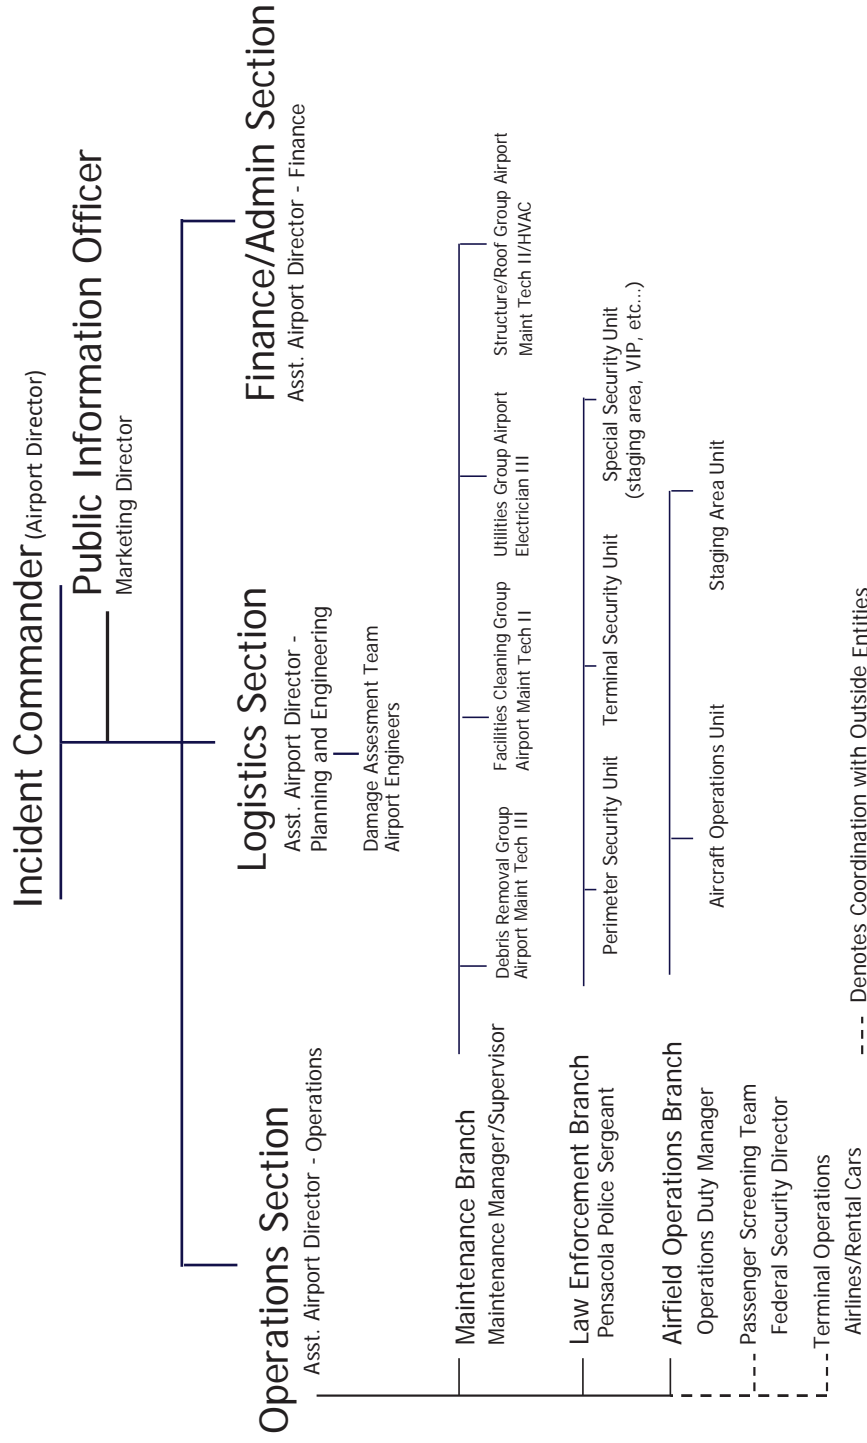 Incident Commander (Airport Director)
Public Information Officer
Marketing Director
Operations Section
Asst. Airport Director - Operations
Logistics Section
Asst. Airport Director -
Planning and Engineering
Damage Assesment Team
Airport Engineers
Finance/Admin Section
Asst. Airport Director - Finance
Maintenance Branch
Maintenance Manager/Supervisor
Debris Removal Group
Airport Maint Tech III
Facilities Cleaning Group
Airport Maint Tech II
Utilities Group Airport
Electrician III
Structure/Roof Group Airport
Maint Tech II/HVAC
Law Enforcement Branch
Pensacola Police Sergeant
Perimeter Security Unit
Terminal Security Unit
Special Security Unit
(staging area, VIP, etc...)
Airfield Operations Branch
Operations Duty Manager
Aircraft Operations Unit
Staging Area Unit
Passenger Screening Team
Federal Security Director
Terminal Operations
Airlines/Rental Cars
--- Denotes Coordination with Outside Entities